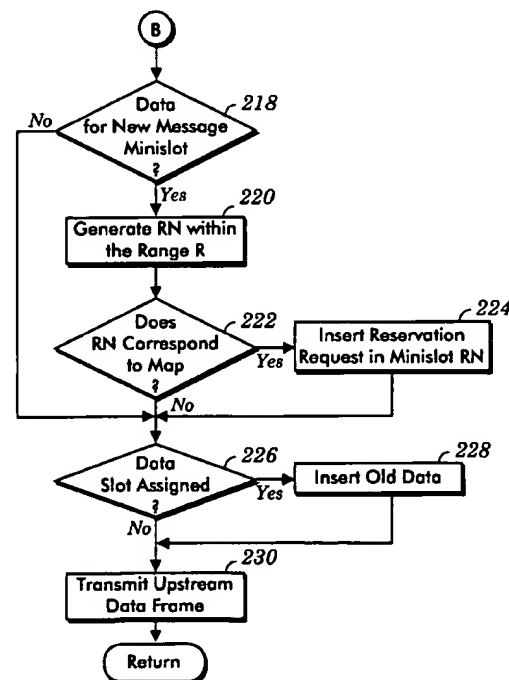 B
Data
for New Message
Minislot
?
218
No
Yes
220
Generate RN within
the Range R
Does
RN Correspond
to Map
?
222
Yes
No
224
Insert Reservation
Request in Minislot RN
Data
Slot Assigned
?
226
Yes
No
228
Insert Old Data
230
Transmit Upstream
Data Frame
Return